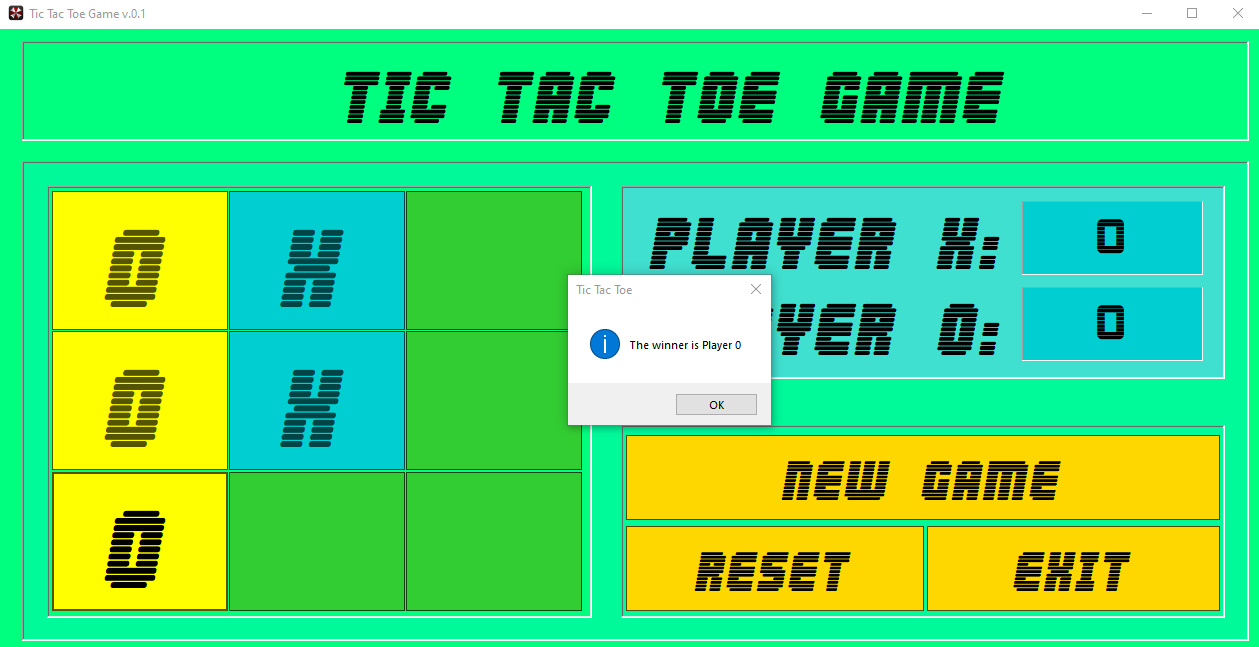 Tic Tac Toe Game v.0.1
TIC TAC TOE GAME
O X
O X
O
PLAYER X: 0
YER O: 0
Tic Tac Toe
The winner is Player 0
OK
NEW GAME
RESET EXIT